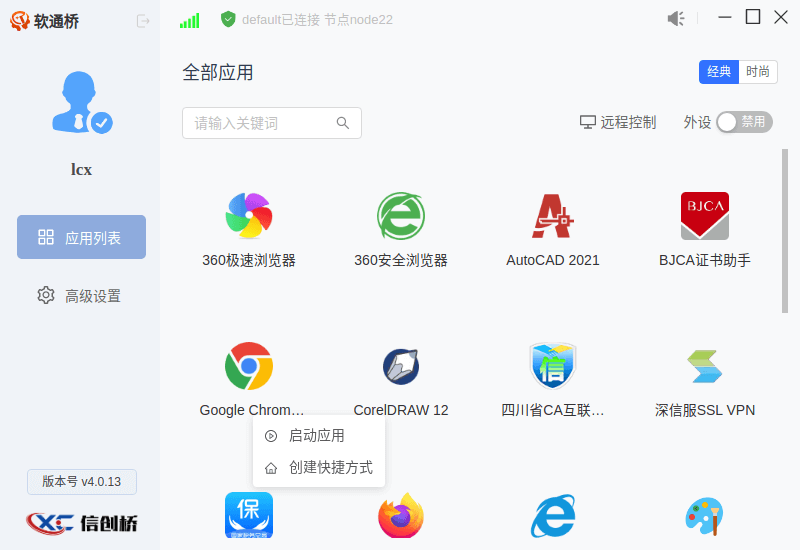 软通桥
default已连接 节点node22
lcx
应用列表
高级设置
版本号 v4.0.13
信创桥
全部应用
经典 时尚
请输入关键词
远程控制 外设 禁用
360极速浏览器 360安全浏览器 AutoCAD 2021 BJCA证书助手
BJCA
信
Google Chrom… CorelDRAW 12 四川省CA互联… 深信服SSL VPN
启动应用
创建快捷方式
保